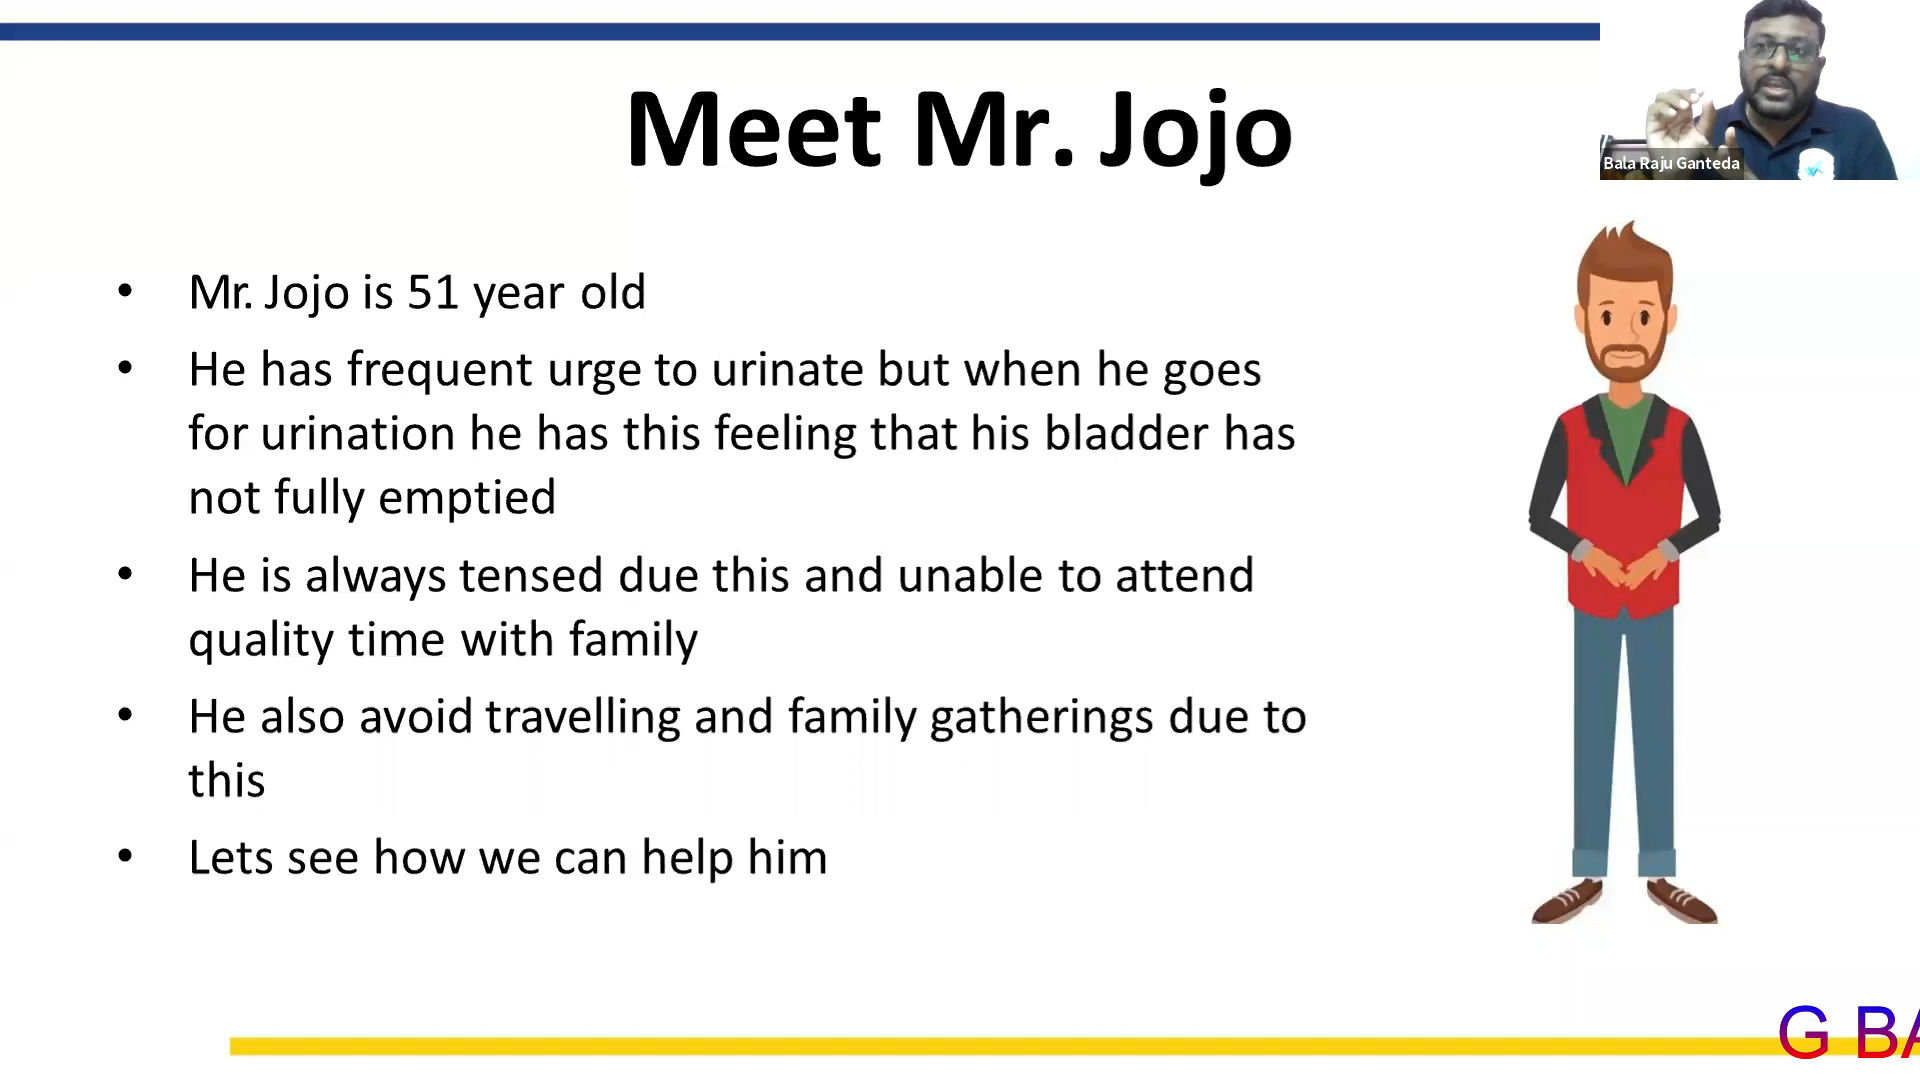 Meet Mr. Jojo
Bala Raju Ganteda
• Mr. Jojo is 51 year old
• He has frequent urge to urinate but when he goes
for urination he has this feeling that his bladder has
not fully emptied
• He is always tensed due this and unable to attend
quality time with family
• He also avoid travelling and family gatherings due to
this
• Lets see how we can help him
G BA